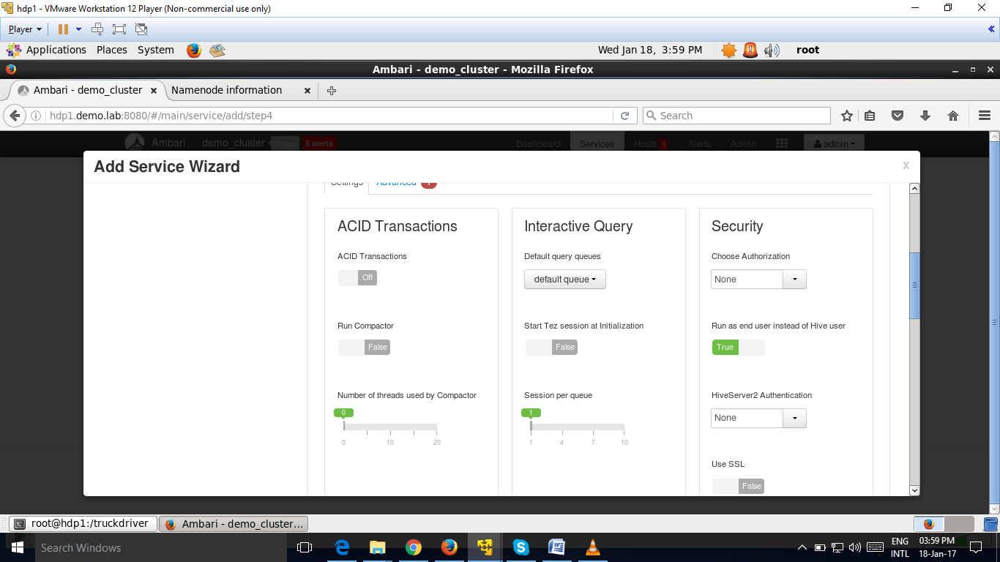 hdp1 - VMware Workstation 12 Player (Non-commercial use only)
Player
Applications Places System Wed Jan 18, 3:59 PM root
Ambari - demo_cluster - Mozilla Firefox
Ambari - demo_cluster Namenode information
hdp1.demo.lab:8080/#/main/service/add/step4 Search
Ambari demo_cluster 0 ops 5 alerts Dashboard Services Hosts 1 Alerts Admin admin
Add Service Wizard x
Settings Advanced
ACID Transactions Interactive Query Security
ACID Transactions Default query queues Choose Authorization
Off default queue None
Run Compactor Start Tez session at Initialization Run as end user instead of Hive user
False False True
Number of threads used by Compactor Session per queue HiveServer2 Authentication
0 1 None
0 10 20 1 4 7 10
Use SSL
False
root@hdp1:/truckdriver Ambari - demo_cluster...
Search Windows ENG 03:59 PM
INTL 18-Jan-17